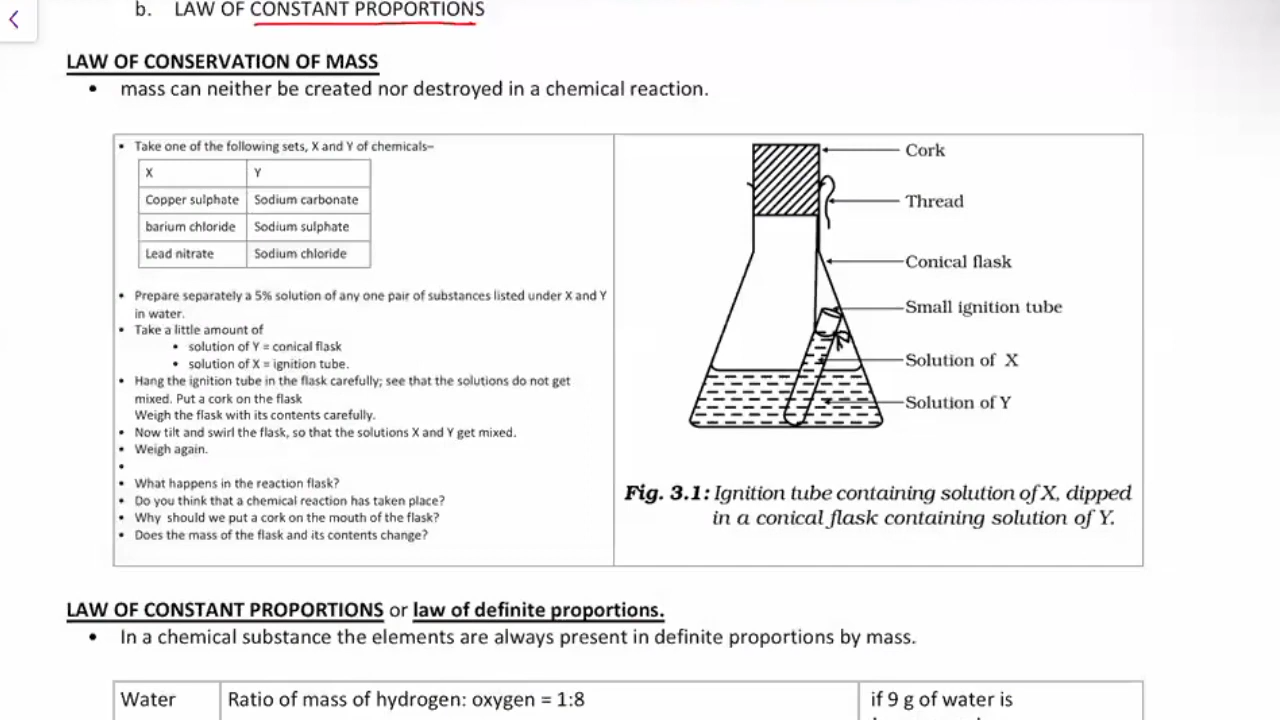 b. LAW OF CONSTANT PROPORTIONS
LAW OF CONSERVATION OF MASS
• mass can neither be created nor destroyed in a chemical reaction.
• Take one of the following sets, X and Y of chemicals–
X Y
Copper sulphate Sodium carbonate
barium chloride Sodium sulphate
Lead nitrate Sodium chloride
• Prepare separately a 5% solution of any one pair of substances listed under X and Y
in water.
• Take a little amount of
• solution of Y = conical flask
• solution of X = ignition tube.
• Hang the ignition tube in the flask carefully; see that the solutions do not get
mixed. Put a cork on the flask
Weigh the flask with its contents carefully.
• Now tilt and swirl the flask, so that the solutions X and Y get mixed.
• Weigh again.
•
• What happens in the reaction flask?
• Do you think that a chemical reaction has taken place?
• Why should we put a cork on the mouth of the flask?
• Does the mass of the flask and its contents change?
Cork
Thread
Conical flask
Small ignition tube
Solution of X
Solution of Y
Fig. 3.1: Ignition tube containing solution of X, dipped
in a conical flask containing solution of Y.
LAW OF CONSTANT PROPORTIONS or law of definite proportions.
• In a chemical substance the elements are always present in definite proportions by mass.
Water Ratio of mass of hydrogen: oxygen = 1:8 if 9 g of water is